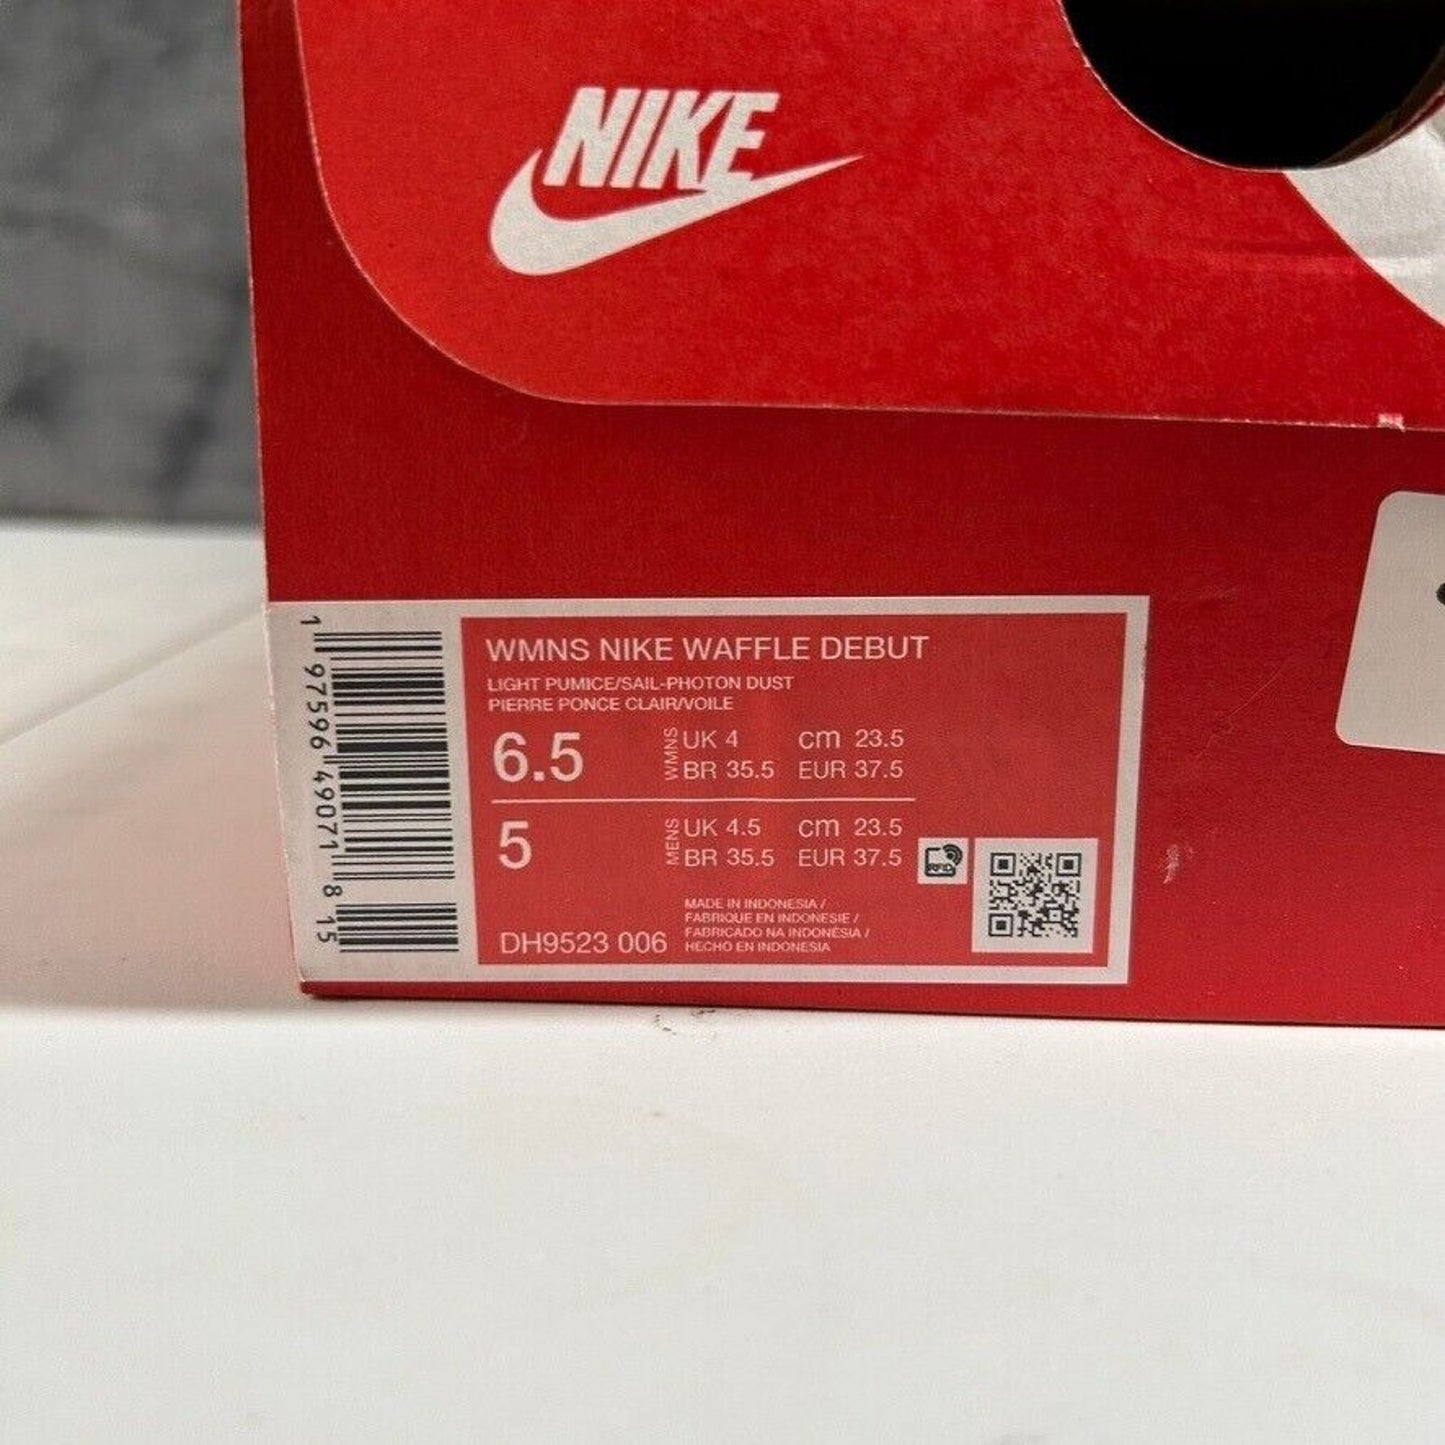 NIKE
WMNS NIKE WAFFLE DEBUT
LIGHT PUMICE/SAIL-PHOTON DUST
PIERRE PONCE CLAIR/VOILE
6.5 WMNS UK 4 cm 23.5
BR 35.5 EUR 37.5
5 MENS UK 4.5 cm 23.5
BR 35.5 EUR 37.5
RFID
MADE IN INDONESIA /
FABRIQUE EN INDONESIE /
FABRICADO NA INDONÉSIA /
HECHO EN INDONESIA
DH9523 006
1 97596 49071 8 15